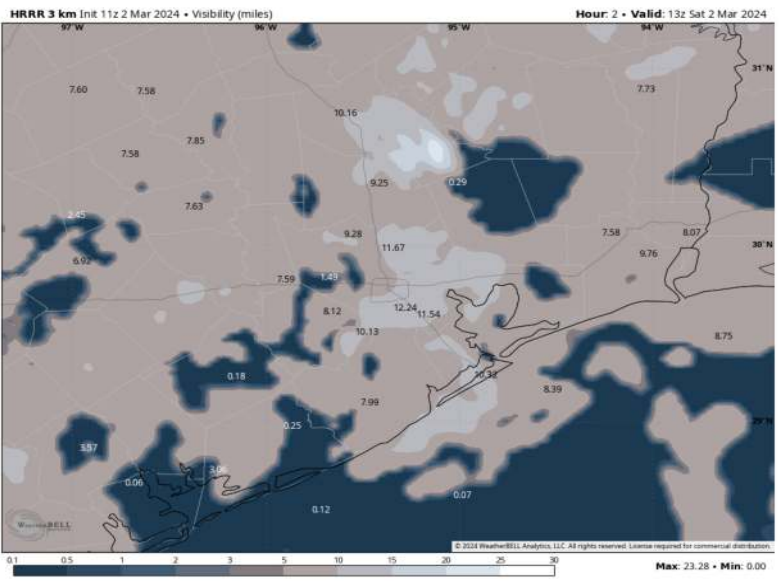 HRRR 3 km Init 11z 2 Mar 2024 • Visibility (miles) Hour: 2 • Valid: 13z Sat 2 Mar 2024
97°W 96°W 95°W 94°W
31°N
7.60 7.58 7.73
10.16
7.85
7.58
9.25 0.29
7.63
2.45
9.28 7.58 8.07
11.67 30°N
6.92 9.76
7.59 1.49
8.12 12.24 11.54
10.13 8.75
0.18 10.32
8.39
7.99
0.25 29°N
3.57
3.06
0.06
0.07
0.12
WeatherBELL
© 2024 WeatherBELL Analytics, LLC All rights reserved. License required for commercial distribution.
0.1 0.5 1 2 3 5 10 15 20 25 30
Max: 23.28 • Min: 0.00